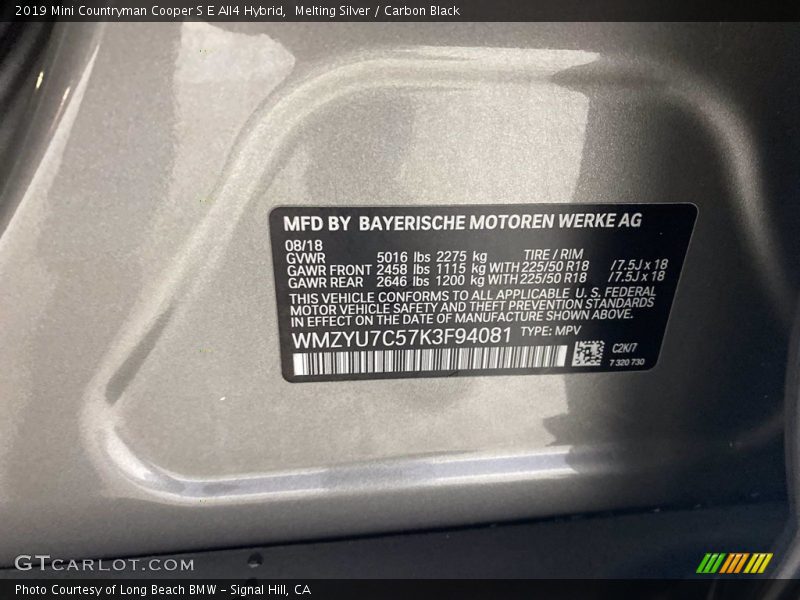 2019 Mini Countryman Cooper S E All4 Hybrid,  Melting Silver / Carbon Black
MFD BY BAYERISCHE MOTOREN WERKE AG
08/18
GVWR 5016 lbs 2275 kg TIRE / RIM
GAWR FRONT 2458 lbs 1115 kg WITH 225/50 R18 /7.5J x 18
GAWR REAR 2646 lbs 1200 kg WITH 225/50 R18 /7.5J x 18
THIS VEHICLE CONFORMS TO ALL APPLICABLE U. S. FEDERAL
MOTOR VEHICLE SAFETY AND THEFT PREVENTION STANDARDS
IN EFFECT ON THE DATE OF MANUFACTURE SHOWN ABOVE.
WMZYU7C57K3F94081 TYPE: MPV
C2K/7
7 320 730
GTCARLOT.COM
Photo Courtesy of Long Beach BMW - Signal Hill, CA